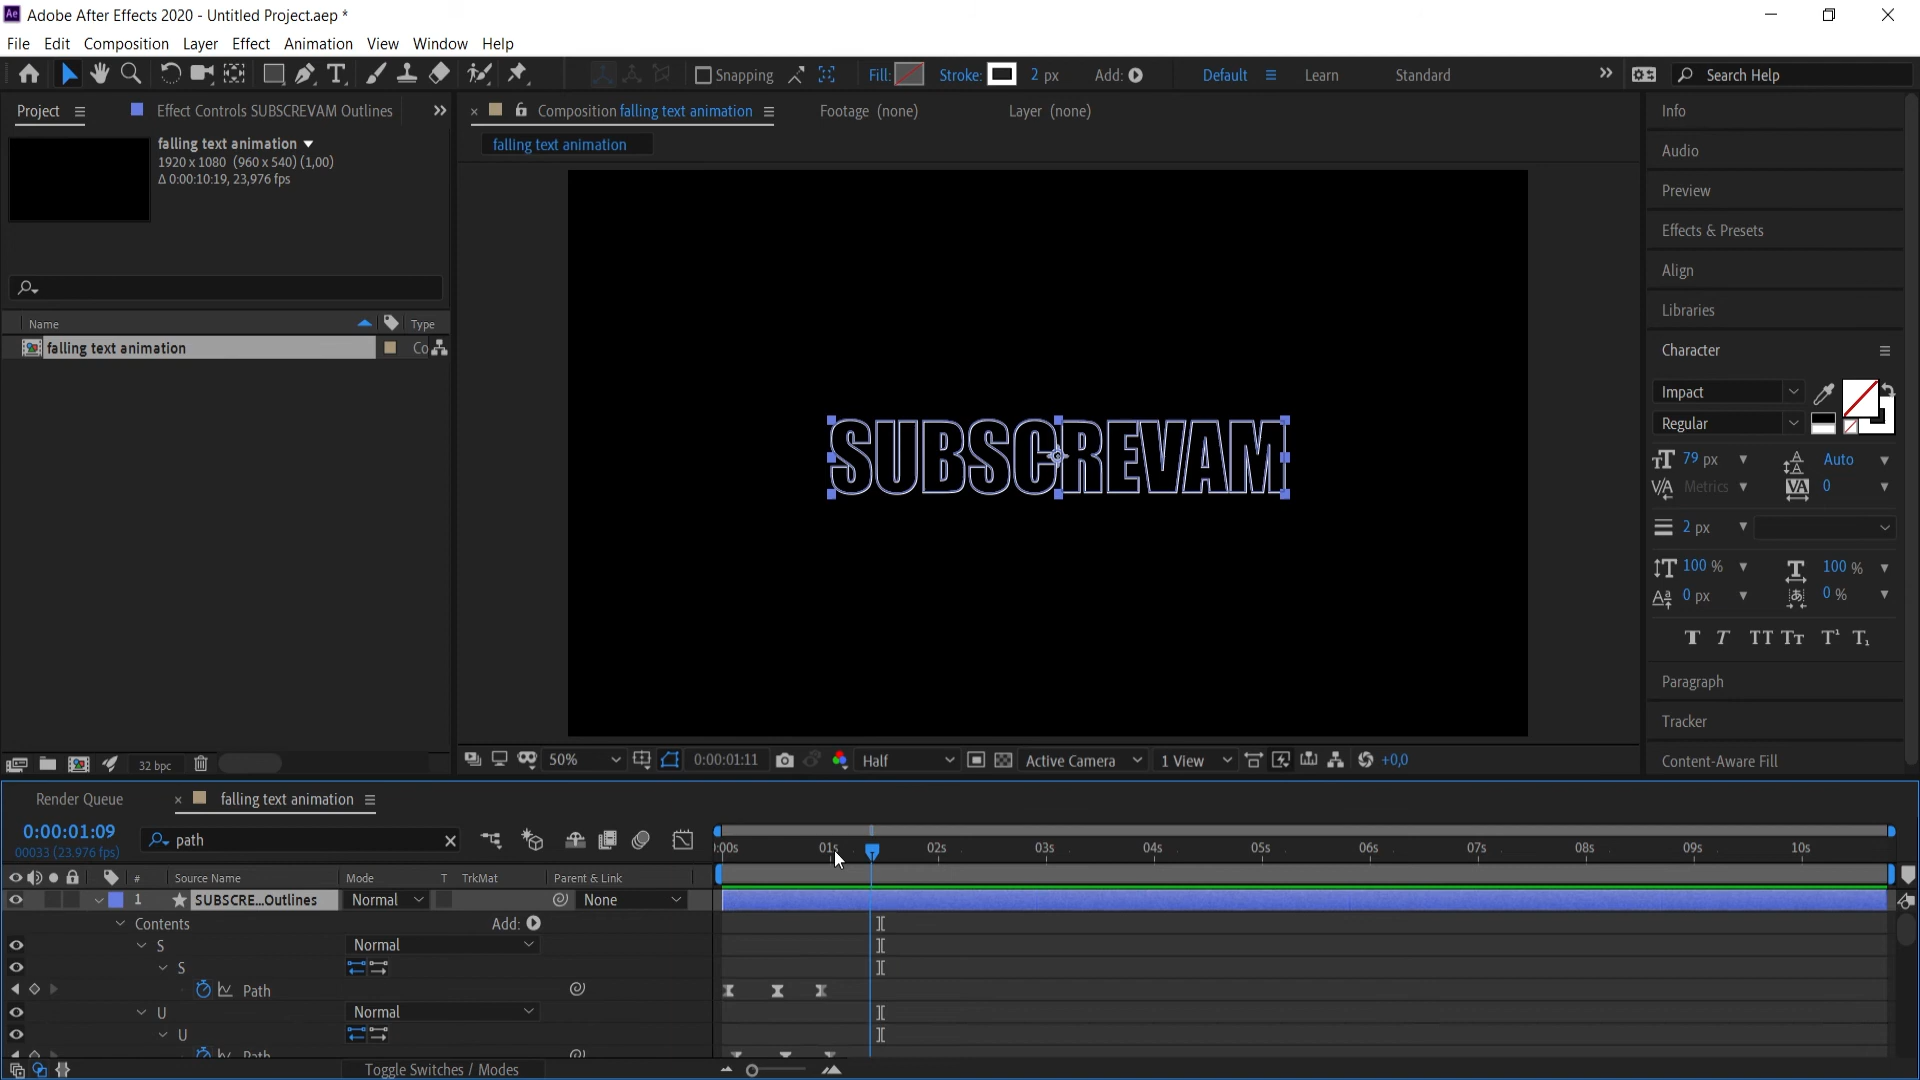 Ae Adobe After Effects 2020 - Untitled Project.aep *
File Edit Composition Layer Effect Animation View Window Help
Snapping Fill: Stroke: 2 px Add: Default Learn Standard Search Help
Project Effect Controls SUBSCREVAM Outlines
Composition falling text animation Footage (none) Layer (none)
falling text animation
falling text animation
1920 x 1080 (960 x 540) (1,00)
Δ 0:00:10:19, 23,976 fps
Name Type
falling text animation Co
SUBSCREVAM
Info
Audio
Preview
Effects & Presets
Align
Libraries
Character
Impact
Regular
79 px Auto
Metrics 0
2 px
100 % 100 %
0 px 0 %
T T TT Tт T¹ T₁
Paragraph
Tracker
Content-Aware Fill
32 bpc
50% 0:00:01:11 Half Active Camera 1 View +0,0
Render Queue falling text animation
0:00:01:09
00033 (23.976 fps)
path
:00s 01s 02s 03s 04s 05s 06s 07s 08s 09s 10s
# Source Name Mode T TrkMat Parent & Link
1 SUBSCRE...Outlines Normal None
Contents Add:
S Normal
S
Path
U Normal
U
Path
Toggle Switches / Modes